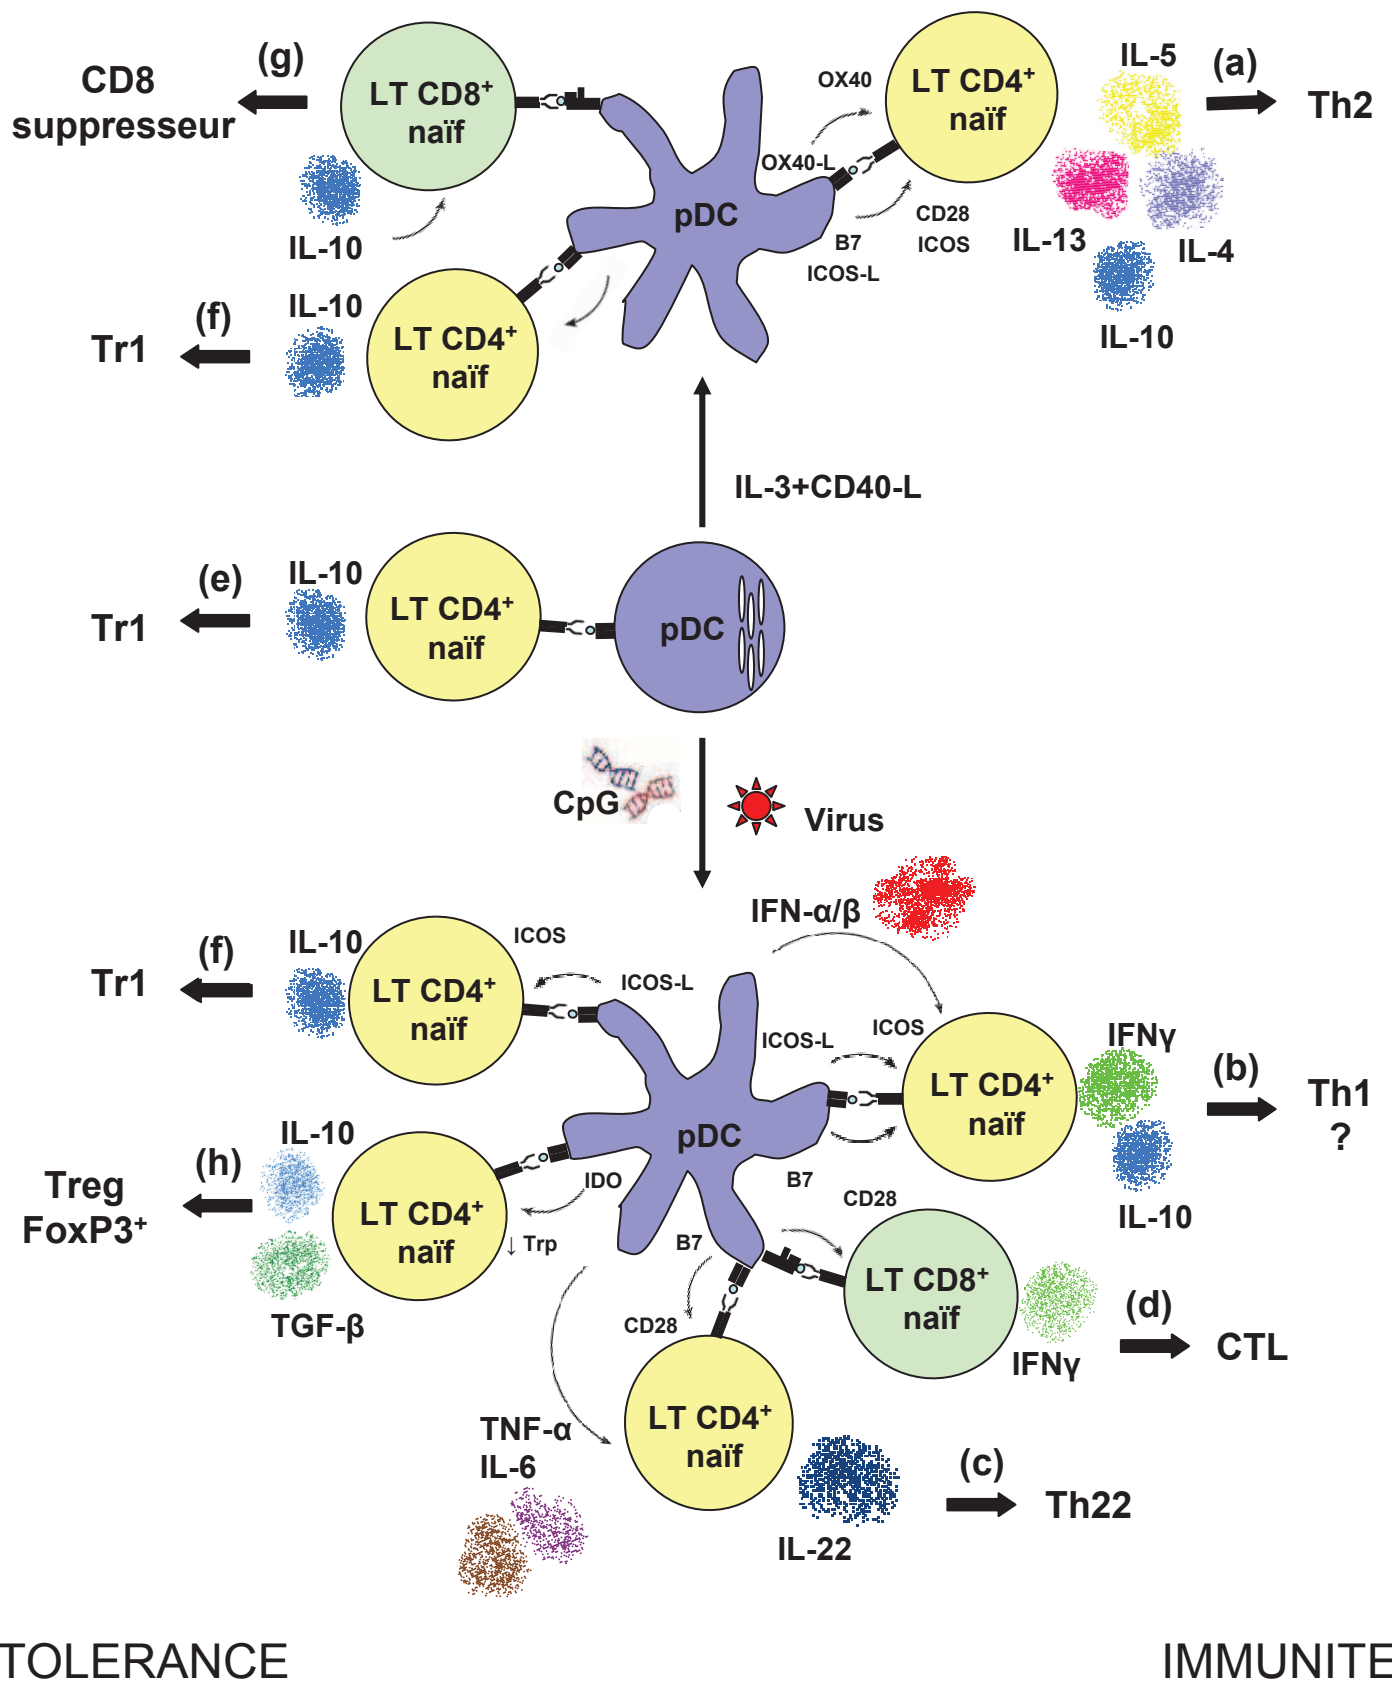 (g)
CD8
suppresseur
LT CD8+
naïf
IL-10
OX40
LT CD4+
naïf
IL-5
(a)
Th2
OX40-L
pDC
B7
ICOS-L
CD28
ICOS
IL-13
IL-4
IL-10
IL-10
(f)
Tr1
LT CD4+
naïf
IL-3+CD40-L
(e)
Tr1
IL-10
LT CD4+
naïf
pDC
CpG
Virus
IFN-α/β
(f)
Tr1
IL-10
LT CD4+
naïf
ICOS
ICOS-L
ICOS-L
ICOS
LT CD4+
naïf
IFNγ
(b)
Th1
?
IL-10
pDC
B7
IL-10
(h)
Treg
FoxP3+
TGF-β
LT CD4+
naïf
IDO
↓ Trp
CD28
LT CD8+
naïf
IFNγ
(d)
CTL
B7
CD28
LT CD4+
naïf
TNF-α
IL-6
IL-22
(c)
Th22
TOLERANCE
IMMUNITE